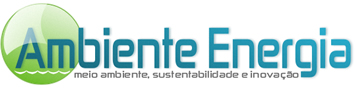 Ambiente Energia
meio ambiente, sustentabilidade e inovação